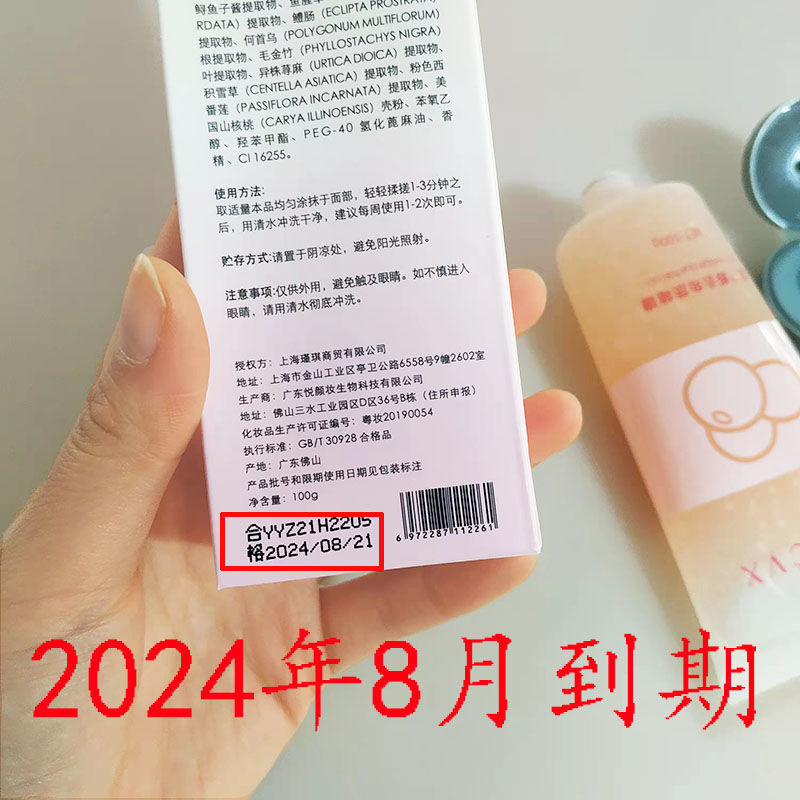 鲟鱼子酱提取物、鱼腥草
RDATA) 提取物、鳢肠 (ECLIPTA PROSTRATA)
提取物、何首乌 (POLYGONUM MULTIFLORUM)
根提取物、毛金竹 (PHYLLOSTACHYS NIGRA)
叶提取物、异株荨麻 (URTICA DIOICA) 提取物、
积雪草 (CENTELLA ASIATICA) 提取物、粉色西
番莲 (PASSIFLORA INCARNATA) 提取物、美
国山核桃 (CARYA ILLINOENSIS) 壳粉、苯氧乙
醇、羟苯甲酯、PEG-40 氢化蓖麻油、香
精、CI 16255。
使用方法:
取适量本品均匀涂抹于面部，轻轻揉搓1-3分钟之
后，用清水冲洗干净，建议每周使用1-2次即可。
贮存方式:请置于阴凉处，避免阳光照射。
注意事项:仅供外用，避免触及眼睛。如不慎进入
眼睛，请用清水彻底冲洗。
授权方：上海瑾琪商贸有限公司
地址：上海市金山工业区亭卫公路6558号9幢2602室
生产商：广东悦颜妆生物科技有限公司
地址：佛山三水工业园区D区36号B栋（住所申报）
化妆品生产许可证编号：粤妆20190054
执行标准：GB/T 30928 合格品
产地：广东佛山
产品批号和限期使用日期见包装标注
净含量：100g
合YYZ21H2205
格2024/08/21
6 972287 112261
2024年8月到期